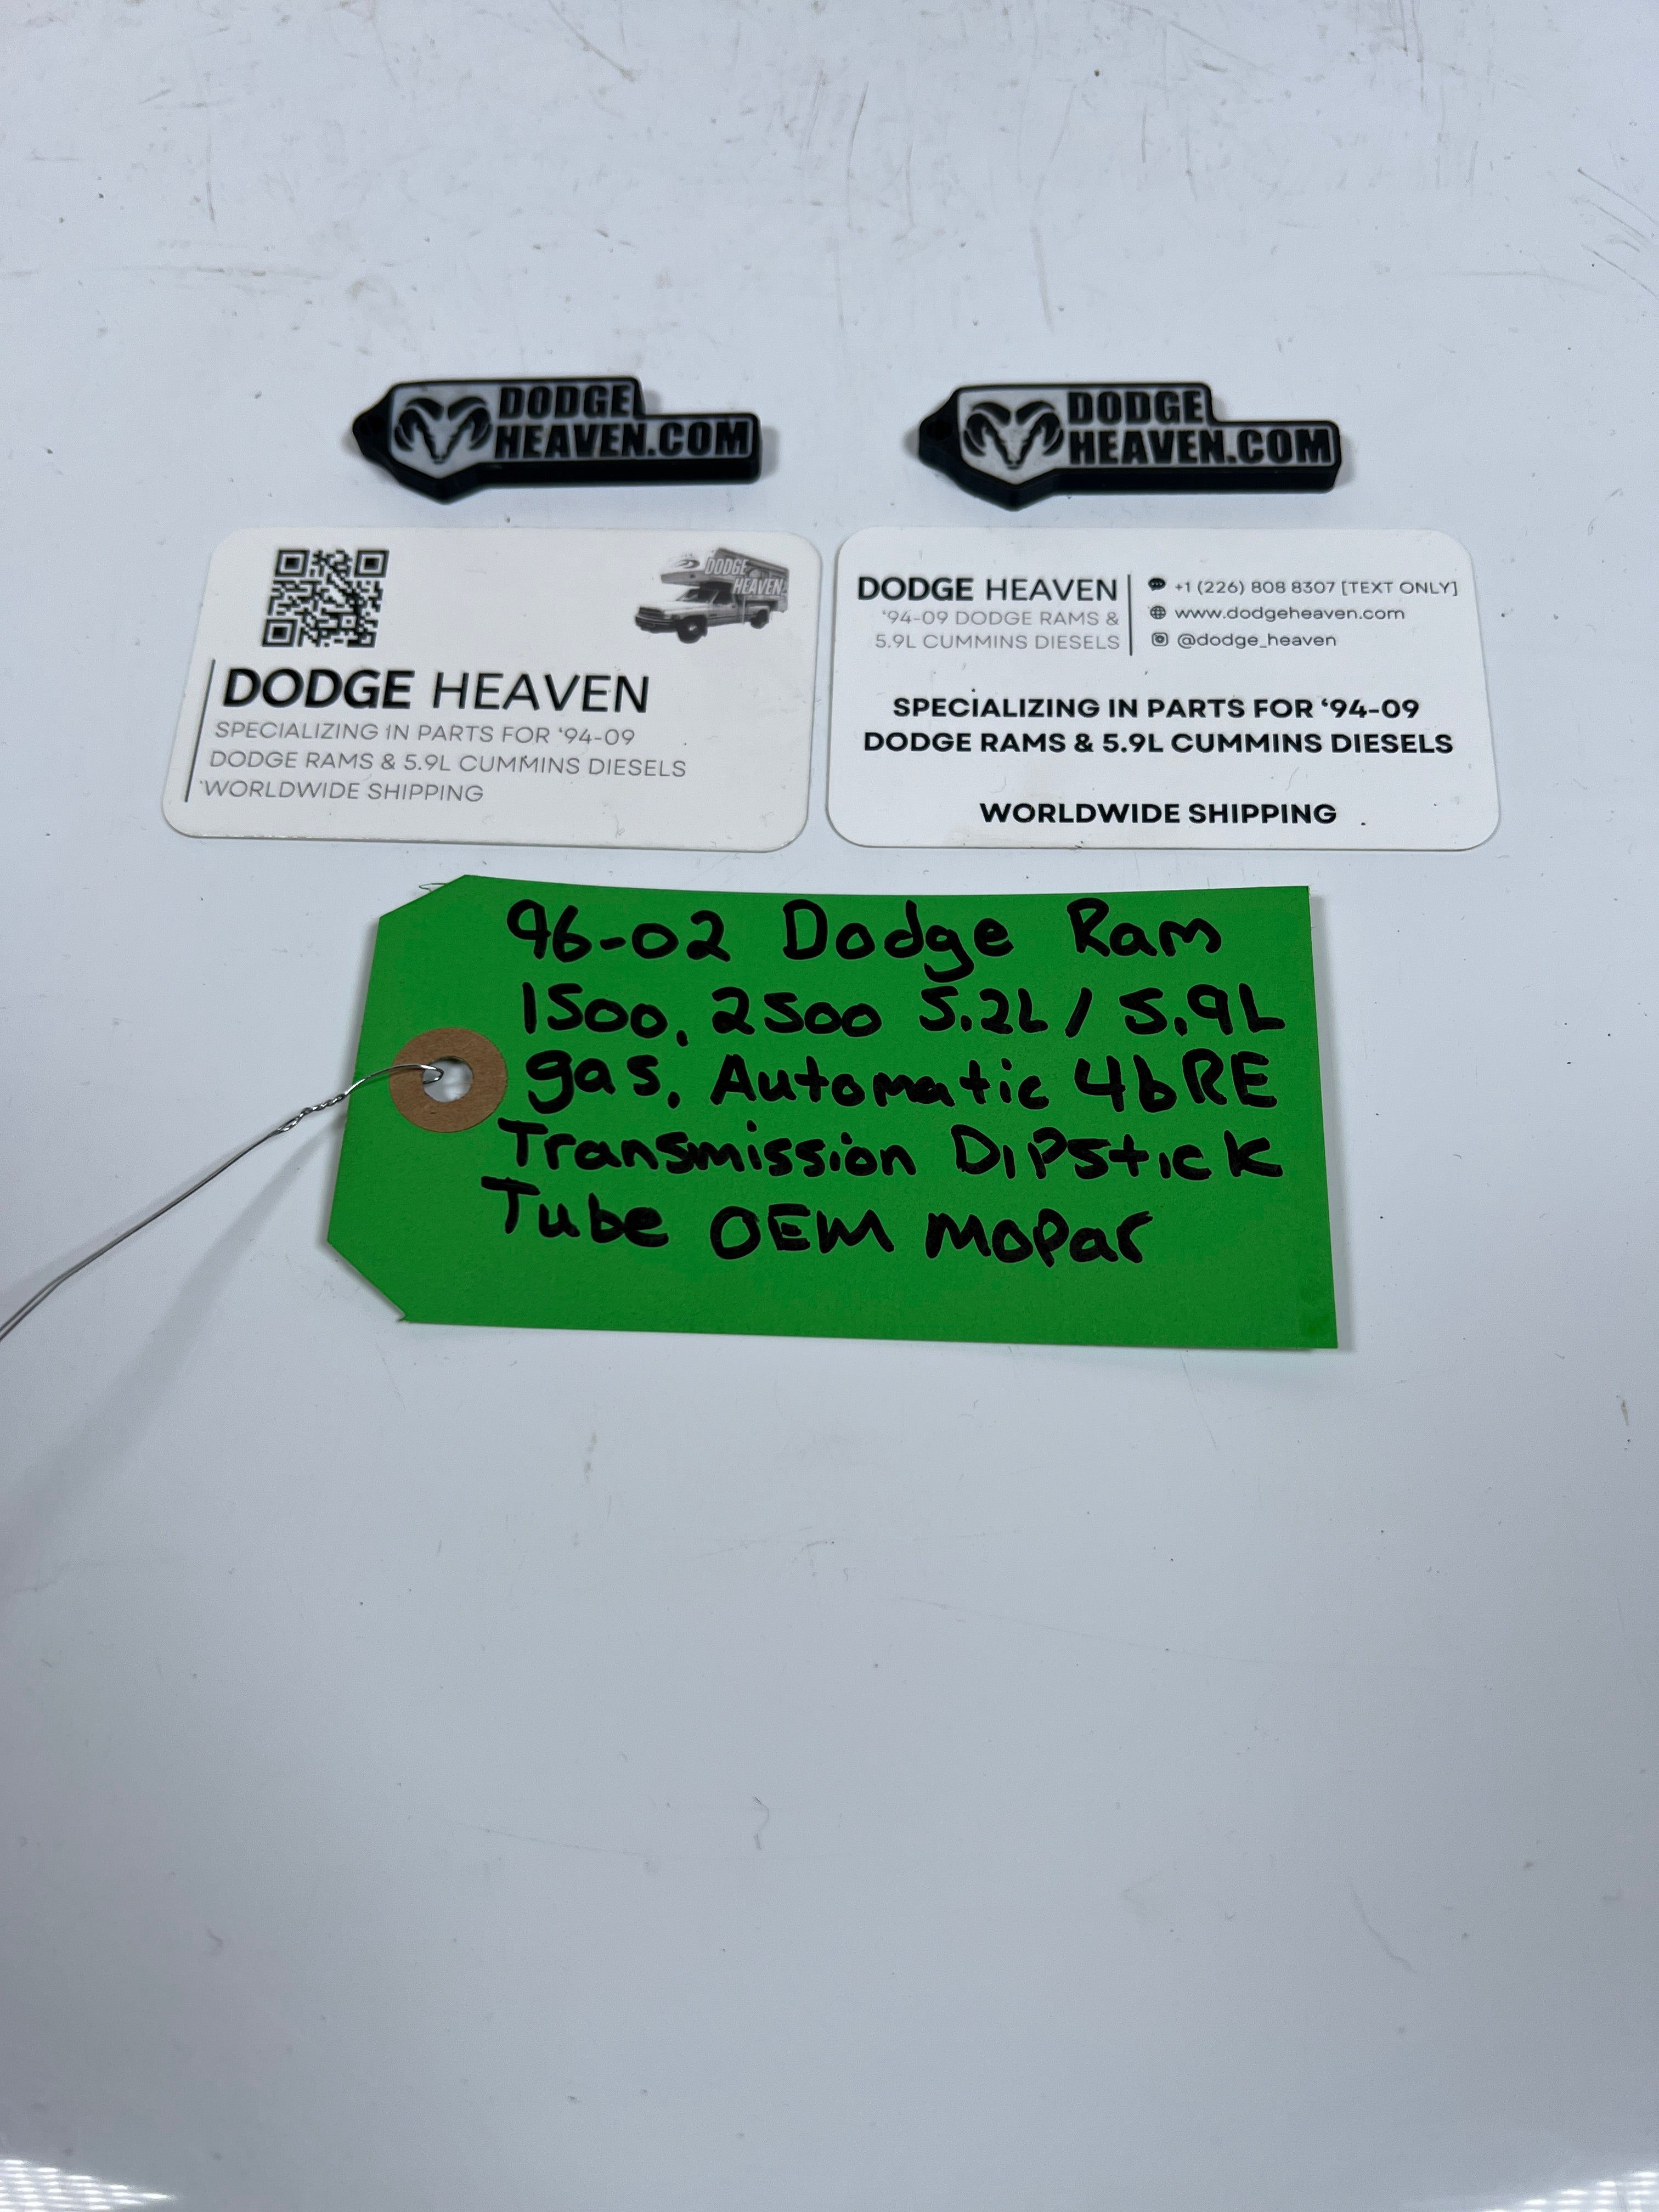 DODGE
HEAVEN.COM
DODGE
HEAVEN.COM
DODGE
HEAVEN
DODGE HEAVEN
SPECIALIZING IN PARTS FOR '94-09
DODGE RAMS & 5.9L CUMMINS DIESELS
WORLDWIDE SHIPPING
DODGE HEAVEN
'94-09 DODGE RAMS &
5.9L CUMMINS DIESELS
+1 (226) 808 8307 [TEXT ONLY]
www.dodgeheaven.com
@dodge_heaven
SPECIALIZING IN PARTS FOR '94-09
DODGE RAMS & 5.9L CUMMINS DIESELS
WORLDWIDE SHIPPING
96-02 Dodge Ram
1500, 2500 5.2L / 5.9L
gas, Automatic 46RE
Transmission Dipstick
Tube OEM Mopar